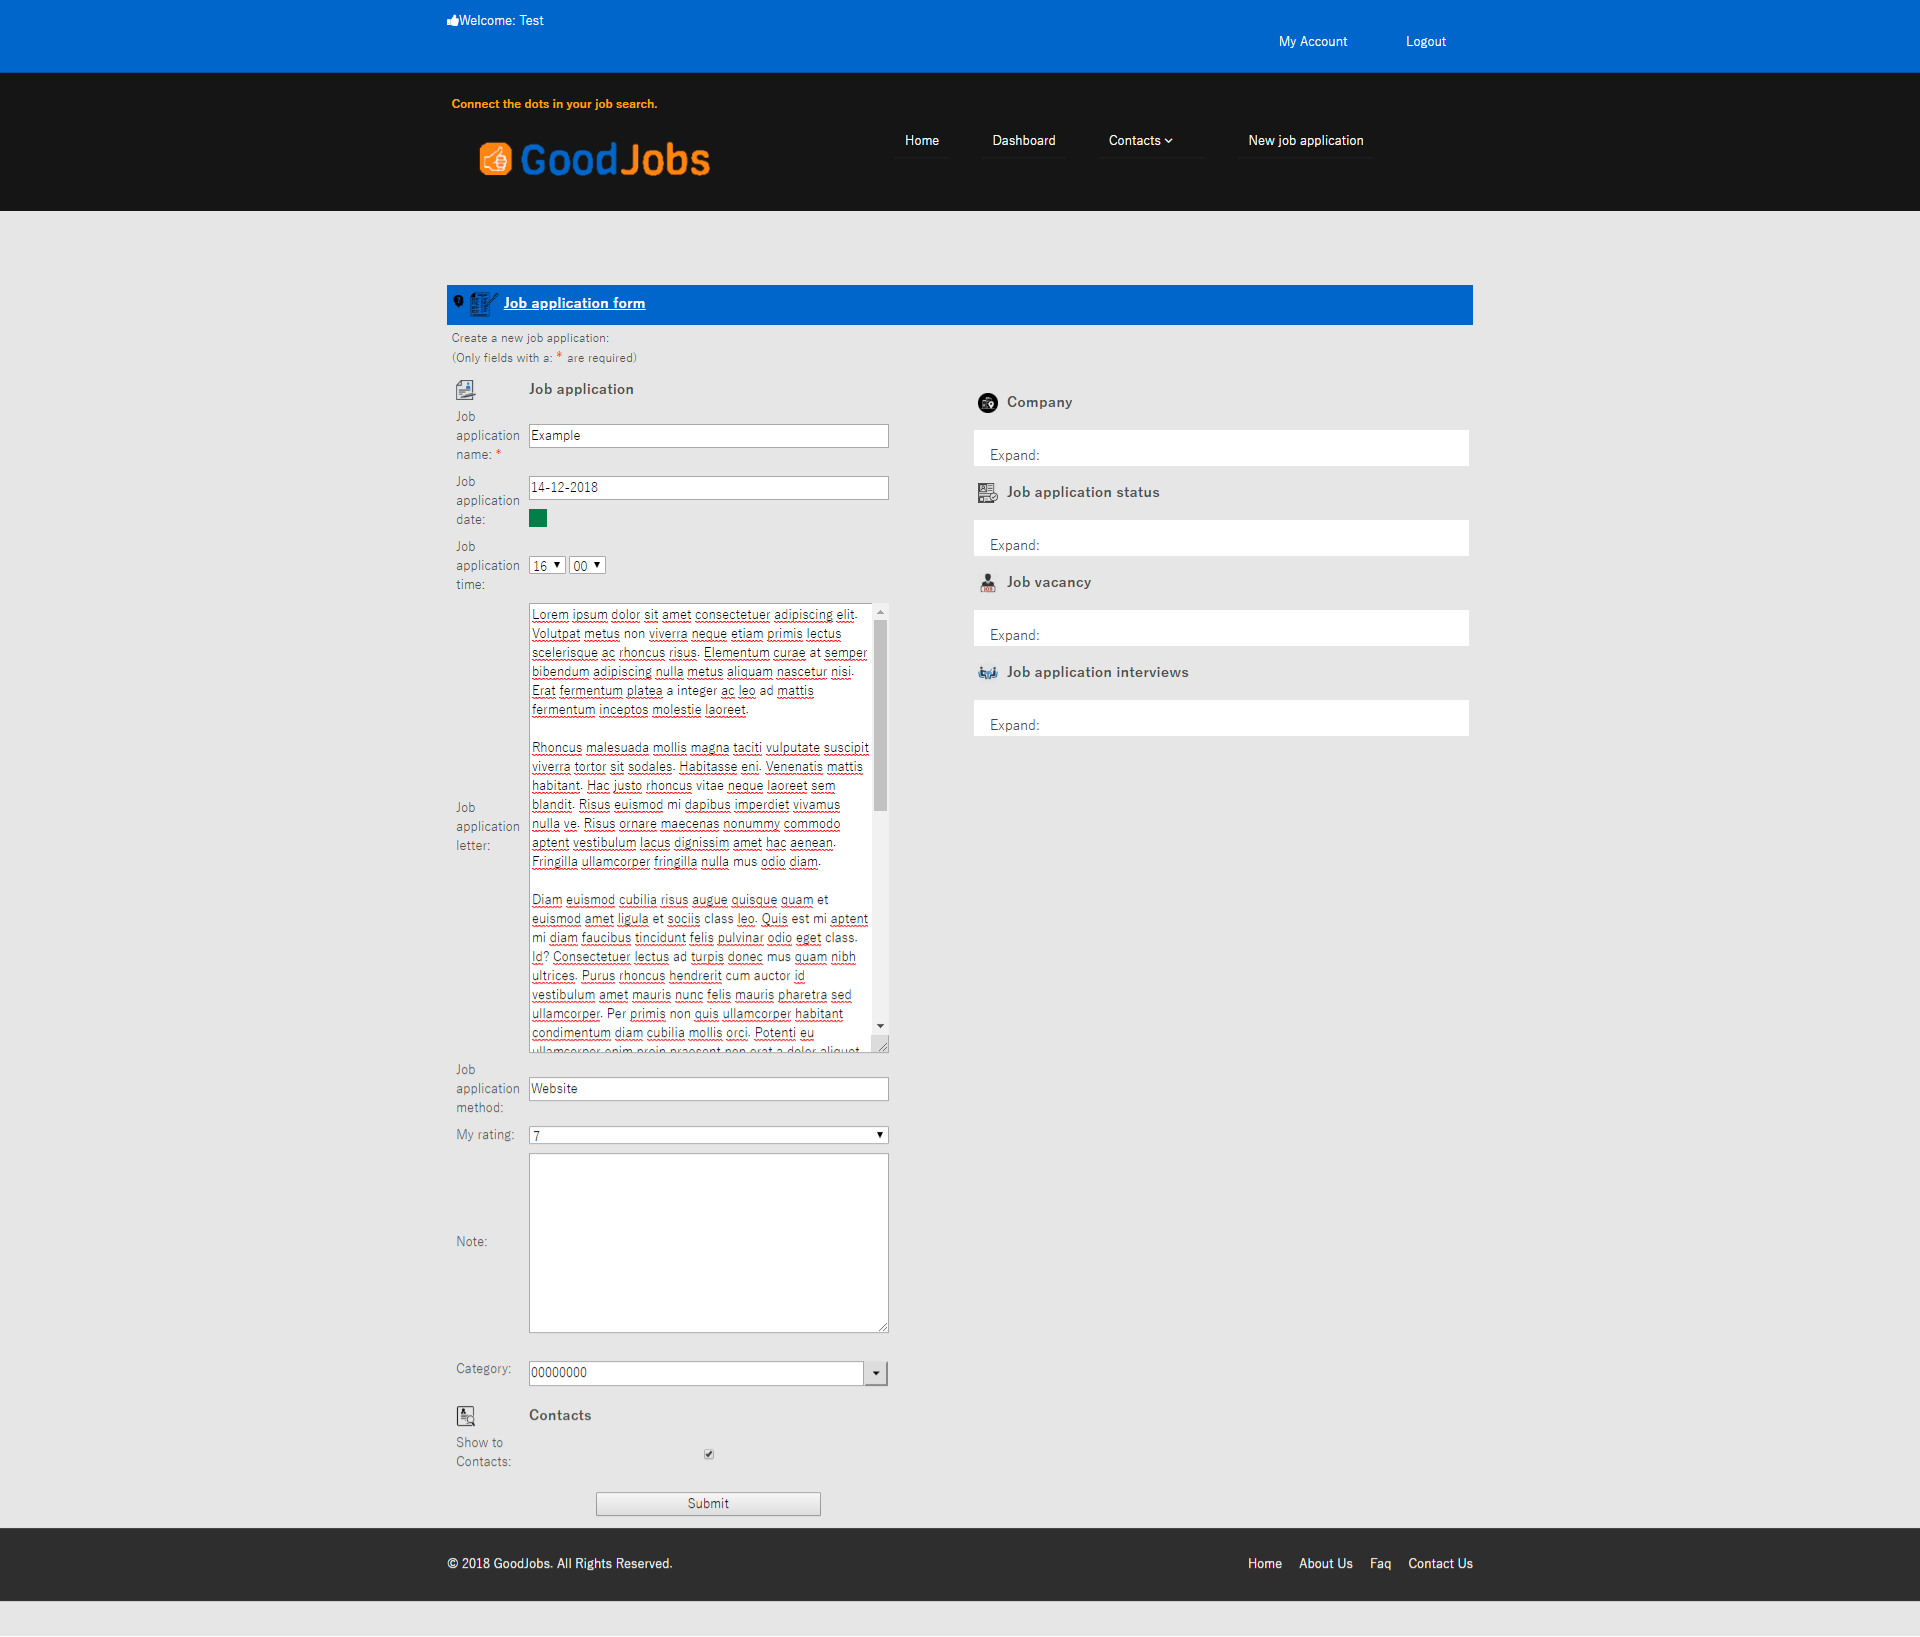 Welcome: Test
My Account
Logout
Connect the dots in your job search.
GoodJobs
Home
Dashboard
Contacts
New job application
Job application form
Create a new job application:
(Only fields with a: * are required)
Job application
Job
application
name: *
Example
Job
application
date:
14-12-2018
Job
application
time:
16
00
Job
application
letter:
Lorem ipsum dolor sit amet consectetuer adipiscing elit.
Volutpat metus non viverra neque etiam primis lectus
scelerisque ac rhoncus risus. Elementum curae at semper
bibendum adipiscing nulla metus aliquam nascetur nisi.
Erat fermentum platea a integer ac leo ad mattis
fermentum inceptos molestie laoreet.
Rhoncus malesuada mollis magna taciti vulputate suscipit
viverra tortor sit sodales. Habitasse eni. Venenatis mattis
habitant. Hac justo rhoncus vitae neque laoreet sem
blandit. Risus euismod mi dapibus imperdiet vivamus
nulla ve. Risus ornare maecenas nonummy commodo
aptent vestibulum lacus dignissim amet hac aenean.
Fringilla ullamcorper fringilla nulla mus odio diam.
Diam euismod cubilia risus augue quisque quam et
euismod amet ligula et sociis class leo. Quis est mi aptent
mi diam faucibus tincidunt felis pulvinar odio eget class.
Id? Consectetuer lectus ad turpis donec mus quam nibh
ultrices. Purus rhoncus hendrerit cum auctor id
vestibulum amet mauris nunc felis mauris pharetra sed
ullamcorper. Per primis non quis ullamcorper habitant
condimentum diam cubilia mollis orci. Potenti eu
ullamcorper enim proin praesent non erat a dolor aliquet
Job
application
method:
Website
My rating:
7
Note:
Category:
00000000
Contacts
Show to
Contacts:
Submit
Company
Expand:
Job application status
Expand:
Job vacancy
Expand:
Job application interviews
Expand:
© 2018 GoodJobs. All Rights Reserved.
Home
About Us
Faq
Contact Us